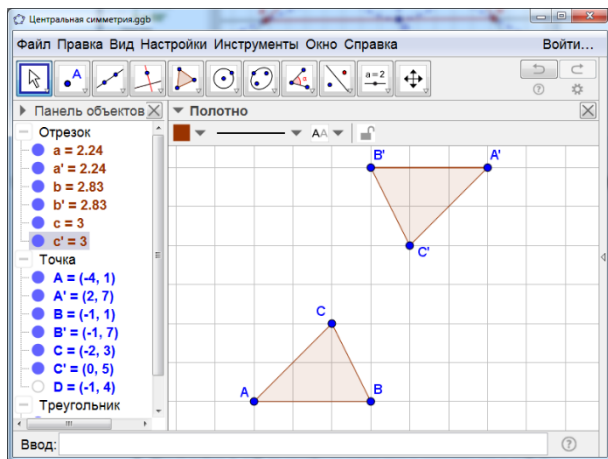 Центральная симметрия.ggb
Файл Правка Вид Настройки Инструменты Окно Справка Войти...
A a=2
Панель объектов
Отрезок
a = 2.24
a' = 2.24
b = 2.83
b' = 2.83
c = 3
c' = 3
Точка
A = (-4, 1)
A' = (2, 7)
B = (-1, 1)
B' = (-1, 7)
C = (-2, 3)
C' = (0, 5)
D = (-1, 4)
Треугольник
Полотно
AA
B' A'
C'
C
A B
Ввод: